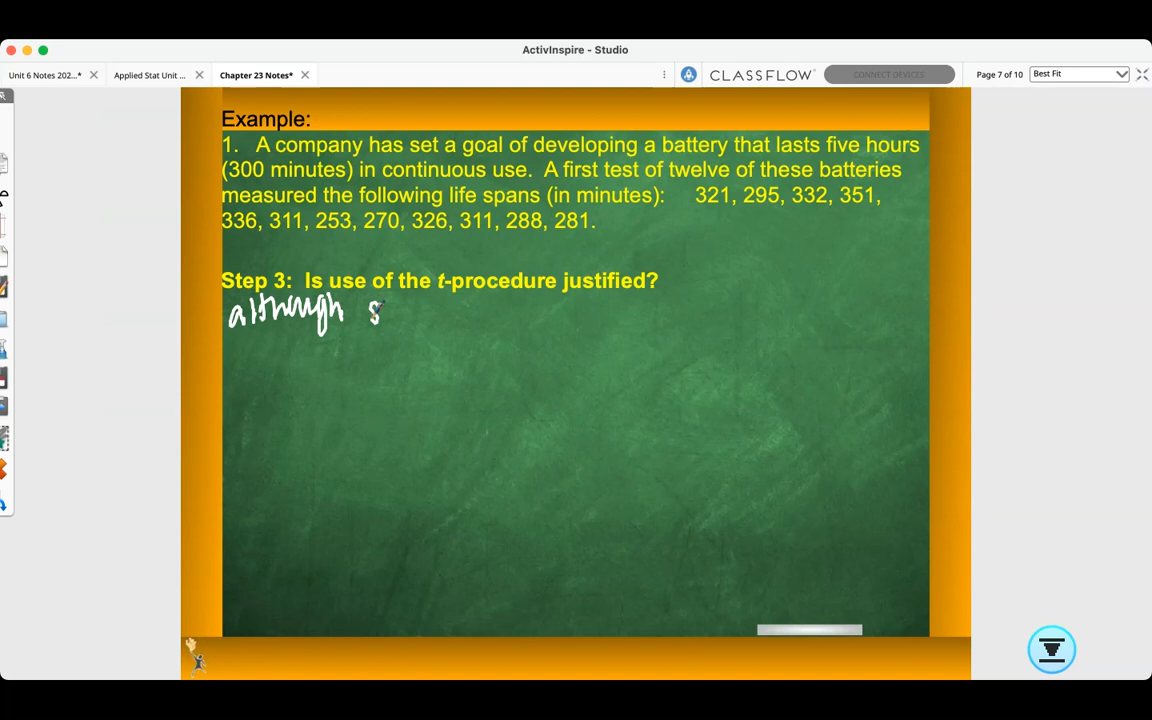 ActivInspire - Studio
Unit 6 Notes 202...*
Applied Stat Unit ...
Chapter 23 Notes*
CLASSFLOW
CONNECT DEVICES
Page 7 of 10
Best Fit
Example:
1. A company has set a goal of developing a battery that lasts five hours
(300 minutes) in continuous use. A first test of twelve of these batteries
measured the following life spans (in minutes): 321, 295, 332, 351,
336, 311, 253, 270, 326, 311, 288, 281.
Step 3: Is use of the t-procedure justified?
although